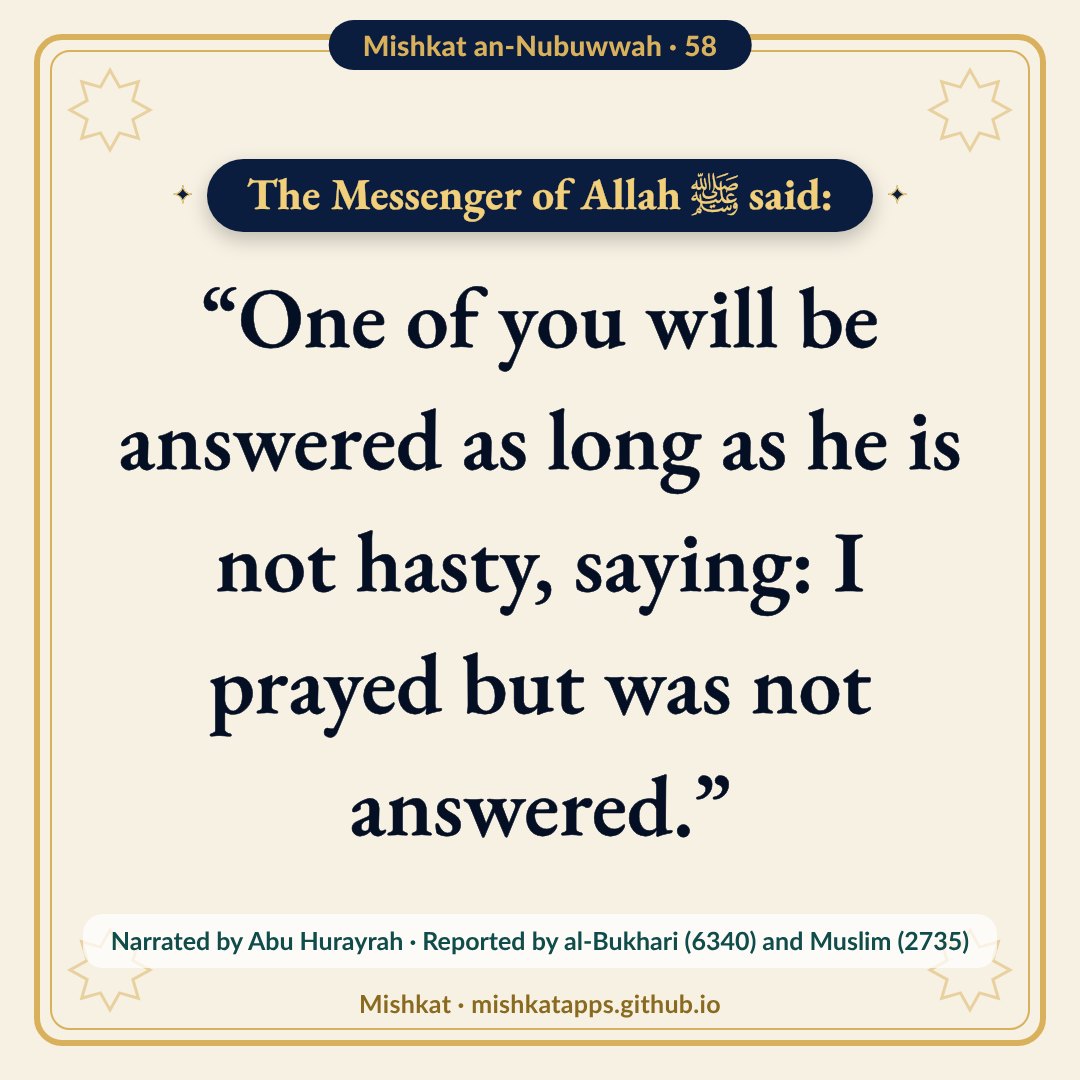 Mishkat an-Nubuwwah · 58
The Messenger of Allah ﷺ said:
“One of you will be
answered as long as he is
not hasty, saying: I
prayed but was not
answered.”
Narrated by Abu Hurayrah · Reported by al-Bukhari (6340) and Muslim (2735)
Mishkat · mishkatapps.github.io